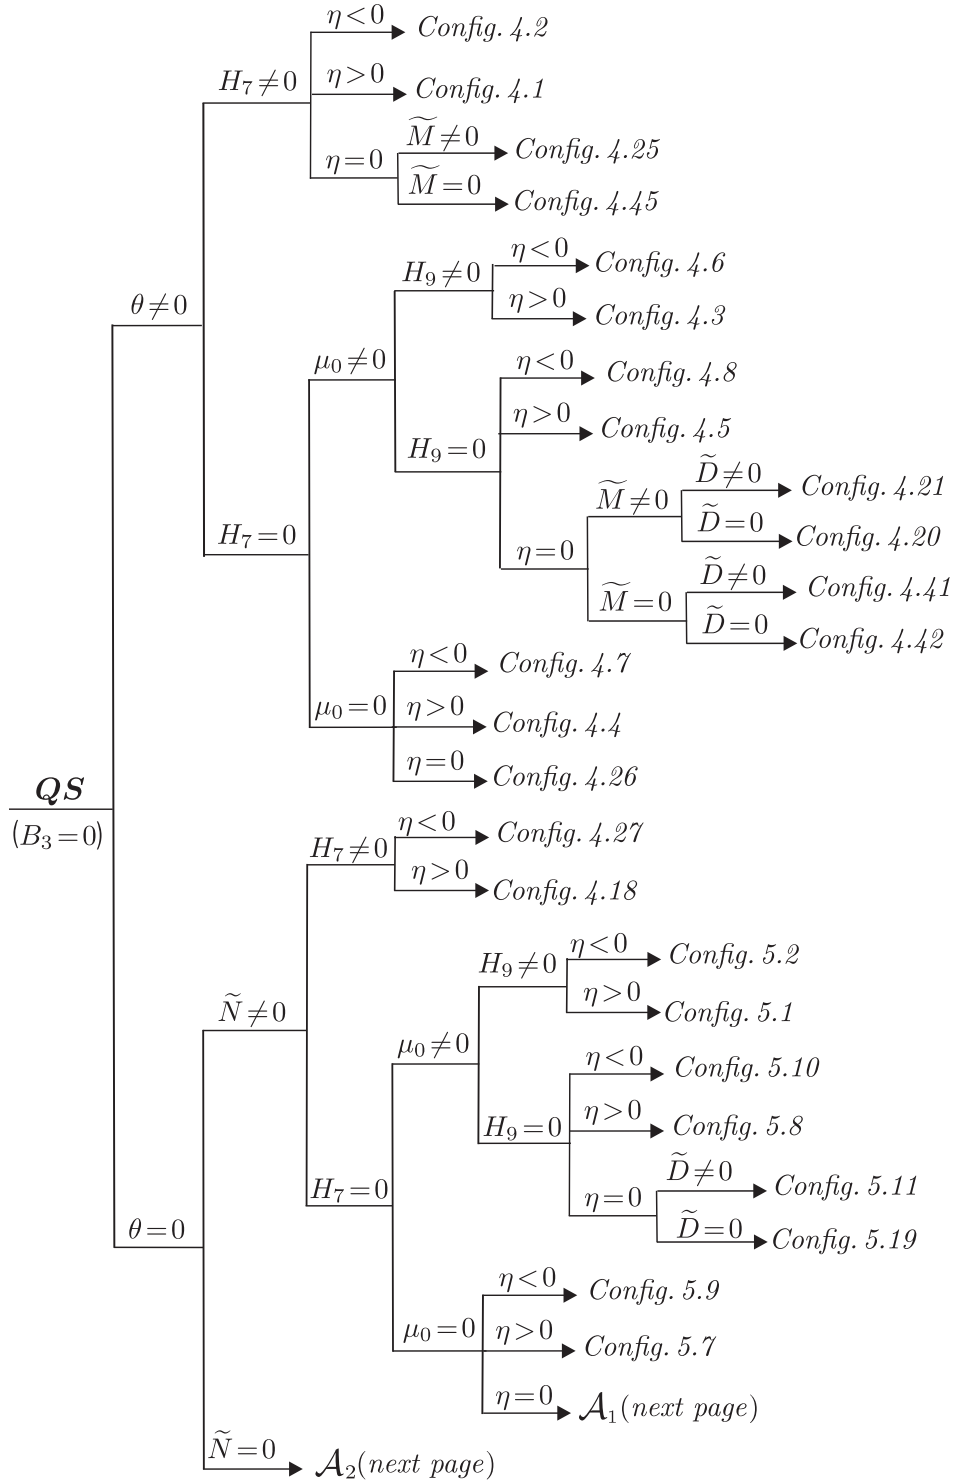 η<0 Config. 4.2
H₇≠0 η>0 Config. 4.1
η=0 M̃≠0 Config. 4.25
M̃=0 Config. 4.45
θ≠0
η<0 Config. 4.6
H₉≠0 η>0 Config. 4.3
μ₀≠0
η<0 Config. 4.8
H₉=0 η>0 Config. 4.5
D̃≠0 Config. 4.21
M̃≠0 D̃=0 Config. 4.20
H₇=0 η=0
D̃≠0 Config. 4.41
M̃=0 D̃=0 Config. 4.42
η<0 Config. 4.7
μ₀=0 η>0 Config. 4.4
η=0 Config. 4.26
QS
(B₃=0)
η<0 Config. 4.27
H₇≠0 η>0 Config. 4.18
η<0 Config. 5.2
H₉≠0 η>0 Config. 5.1
Ñ≠0
μ₀≠0
η<0 Config. 5.10
H₉=0 η>0 Config. 5.8
D̃≠0 Config. 5.11
η=0 D̃=0 Config. 5.19
H₇=0
θ=0
η<0 Config. 5.9
μ₀=0 η>0 Config. 5.7
η=0 𝒜₁(next page)
Ñ=0 𝒜₂(next page)